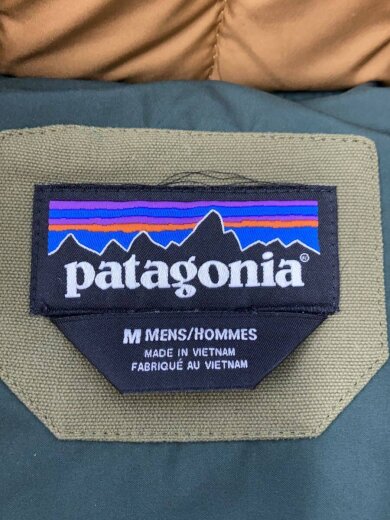 patagonia®
M MENS/HOMMES
MADE IN VIETNAM
FABRIQUÉ AU VIETNAM